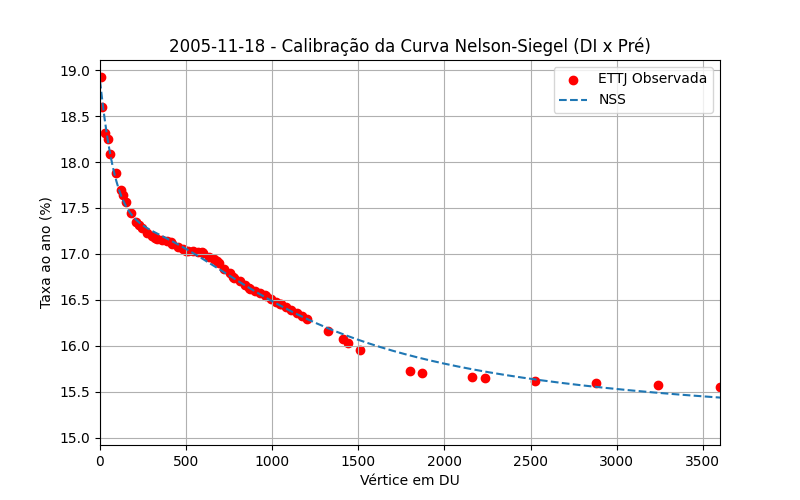 2005-11-18 - Calibração da Curva Nelson-Siegel (DI x Pré)
ETTJ Observada
NSS
Taxa ao ano (%)
19.0
18.5
18.0
17.5
17.0
16.5
16.0
15.5
15.0
0 500 1000 1500 2000 2500 3000 3500
Vértice em DU